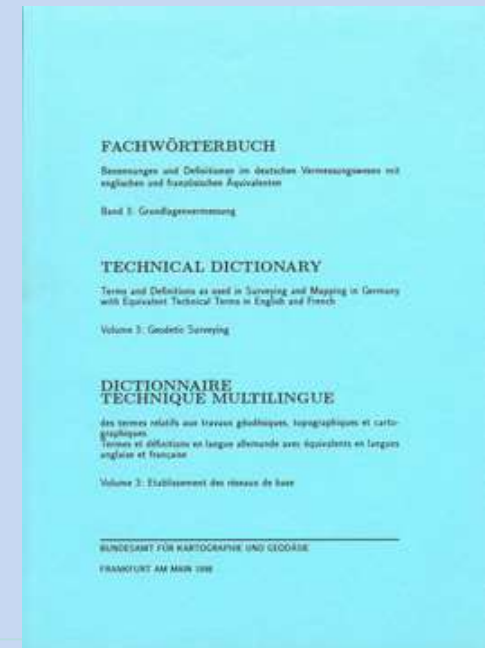 FACHWÖRTERBUCH
Benennungen und Definitionen im deutschen Vermessungswesen mit
englischen und französischen Äquivalenten
Band 3: Grundlagenvermessung
TECHNICAL DICTIONARY
Terms and Definitions as used in Surveying and Mapping in Germany
with Equivalent Technical Terms in English and French
Volume 3: Geodetic Surveying
DICTIONNAIRE
TECHNIQUE MULTILINGUE
des termes relatifs aux travaux géodésiques, topographiques et carto-
graphiques
Termes et définitions en langue allemande avec équivalents en langues
anglaise et française
Volume 3: Etablissement des réseaux de base
BUNDESAMT FÜR KARTOGRAPHIE UND GEODÄSIE
FRANKFURT AM MAIN 1998